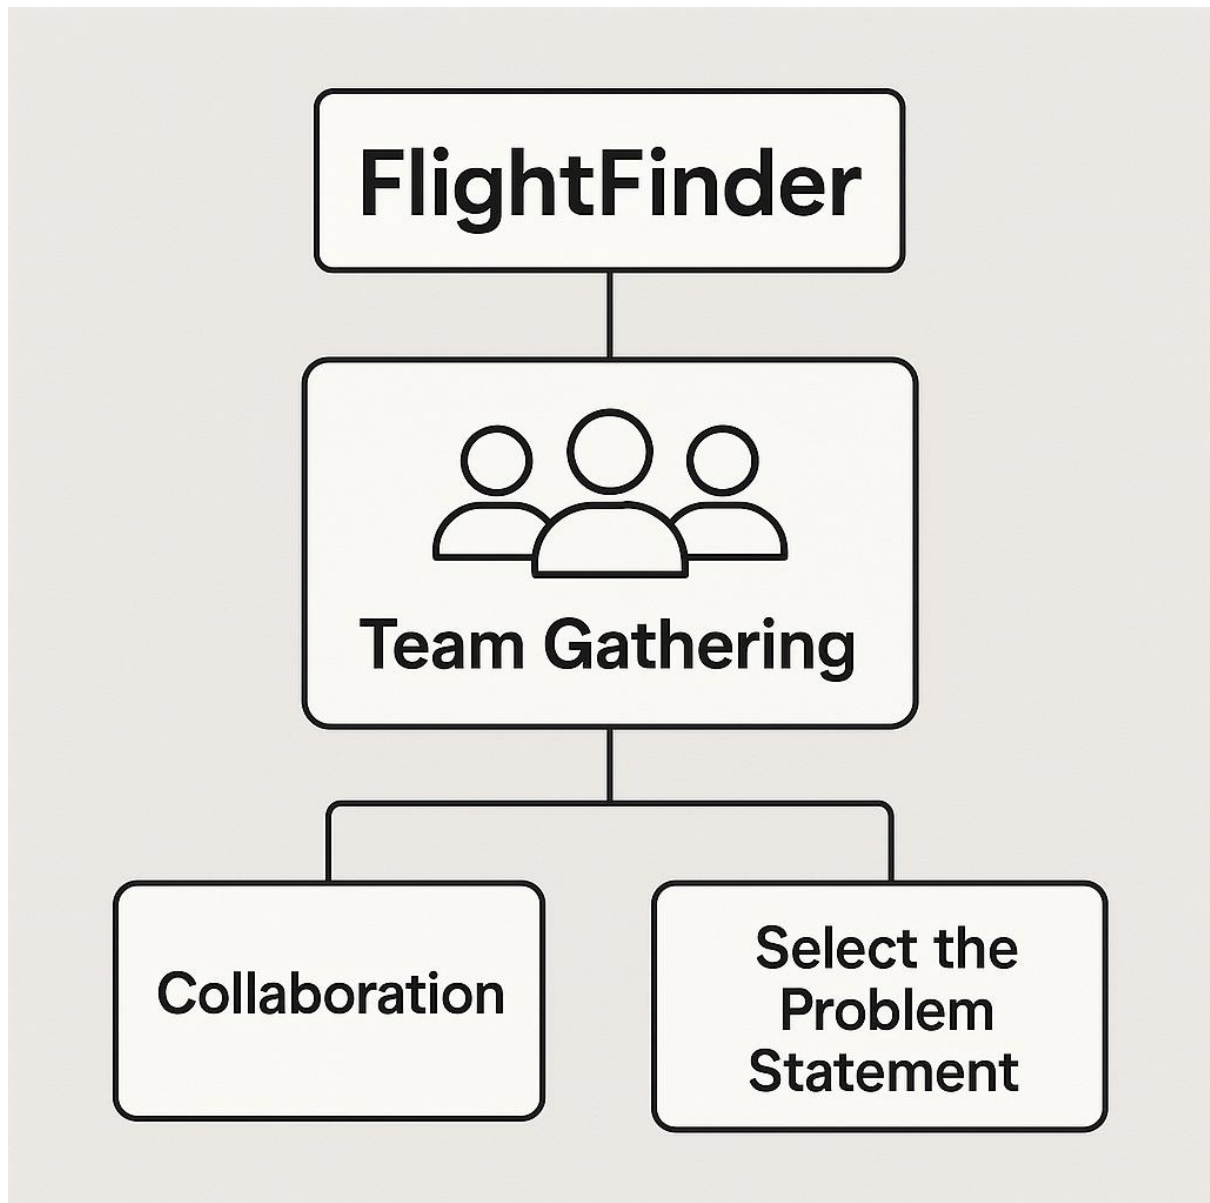 FlightFinder
Team Gathering
Collaboration
Select the
Problem
Statement